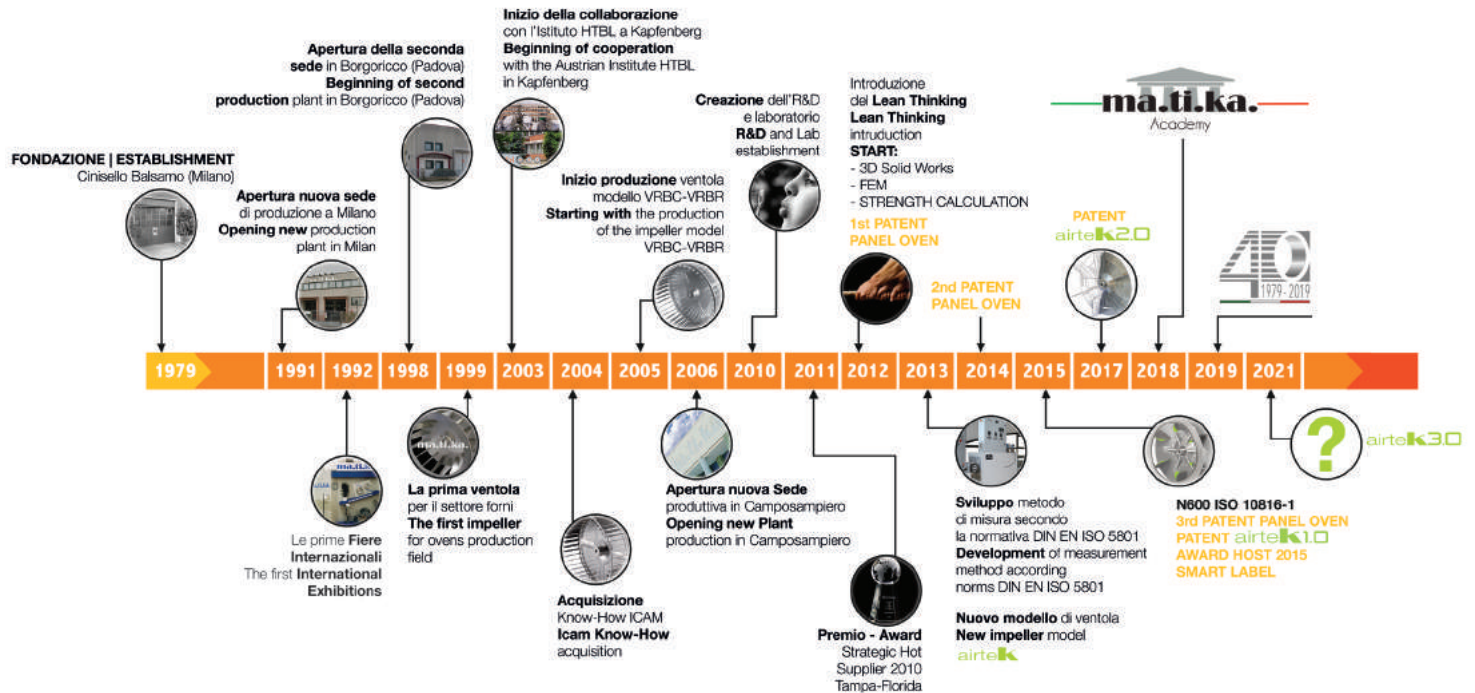 FONDAZIONE | ESTABLISHMENT
Cinisello Balsamo (Milano)
Apertura nuova sede
di produzione a Milano
Opening new production
plant in Milan
Apertura della seconda
sede in Borgoricco (Padova)
Beginning of second
production plant in Borgoricco (Padova)
Inizio della collaborazione
con l'Istituto HTBL a Kapfenberg
Beginning of cooperation
with the Austrian Institute HTBL
in Kapfenberg
Inizio produzione ventola
modello VRBC-VRBR
Starting with the production
of the impeller model
VRBC-VRBR
Creazione dell'R&D
e laboratorio
R&D and Lab
establishment
Introduzione
del Lean Thinking
Lean Thinking
intruduction
START:
- 3D Solid Works
- FEM
- STRENGTH CALCULATION
1st PATENT
PANEL OVEN
2nd PATENT
PANEL OVEN
PATENT
airtek2.0
ma.ti.ka.
Academy
40
1979-2019
1979 1991 1992 1998 1999 2003 2004 2005 2006 2010 2011 2012 2013 2014 2015 2017 2018 2019 2021
ma.ti.ka.
Le prime Fiere
Internazionali
The first International
Exhibitions
ma.ti.ka.
La prima ventola
per il settore forni
The first impeller
for ovens production
field
Acquisizione
Know-How ICAM
Icam Know-How
acquisition
Apertura nuova Sede
produttiva in Camposampiero
Opening new Plant
production in Camposampiero
Premio - Award
Strategic Hot
Supplier 2010
Tampa-Florida
Sviluppo metodo
di misura secondo
la normativa DIN EN ISO 5801
Development of measurement
method according
norms DIN EN ISO 5801
Nuovo modello di ventola
New impeller model
airtek
N600 ISO 10816-1
3rd PATENT PANEL OVEN
PATENT airtek1.0
AWARD HOST 2015
SMART LABEL
?
airtek3.0